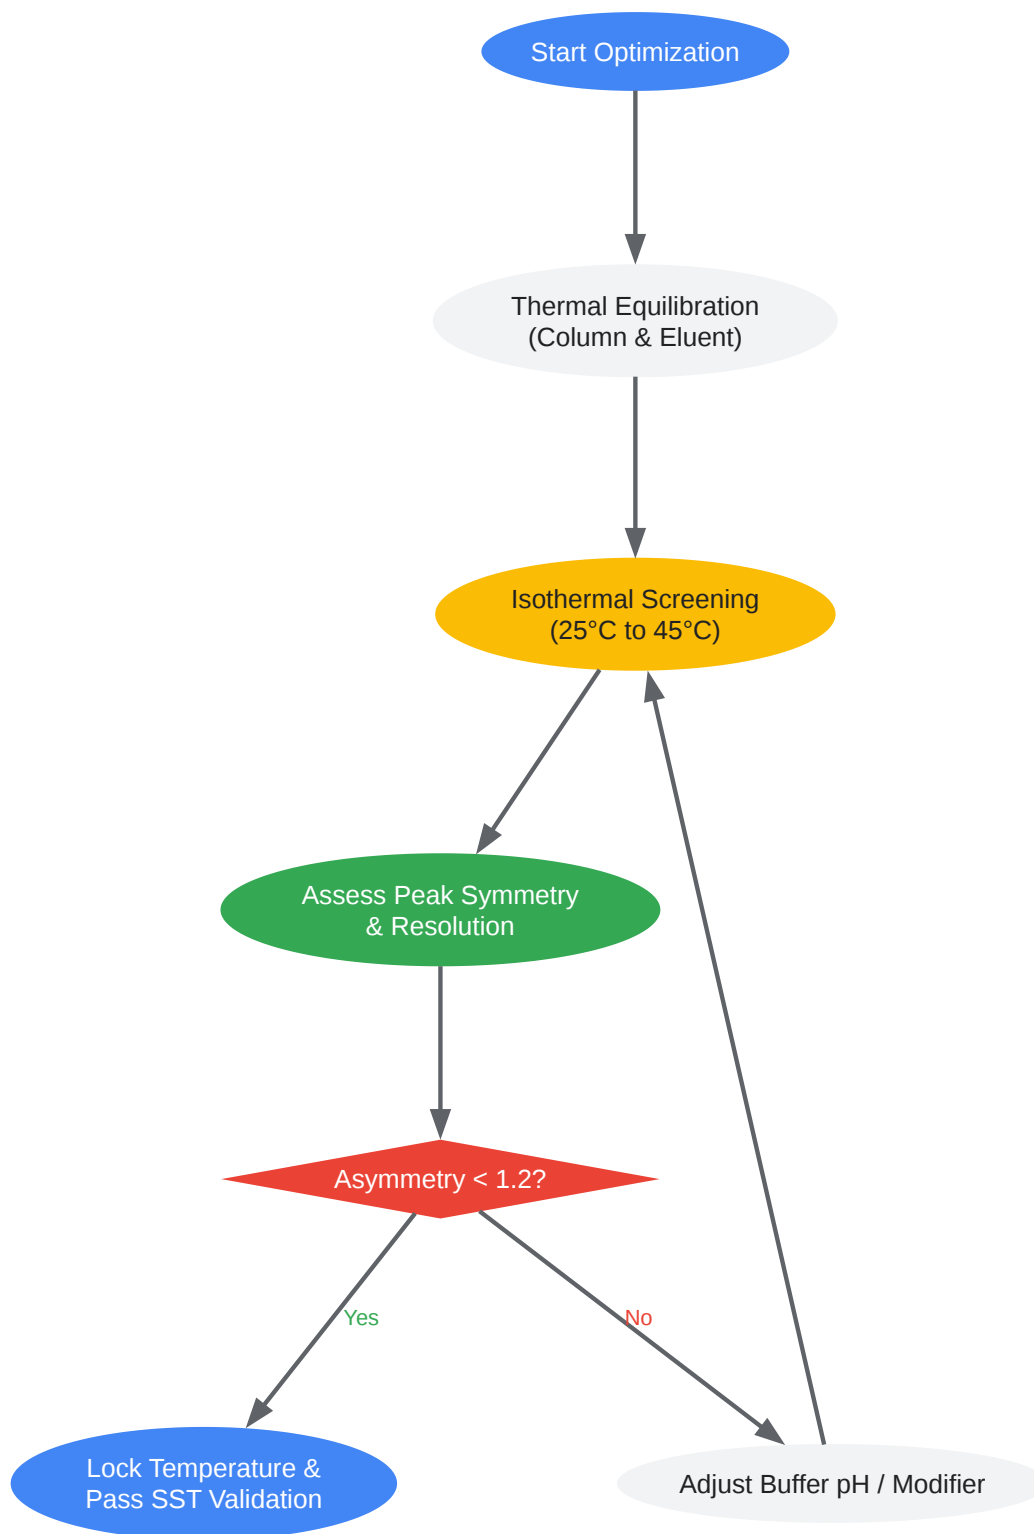 Start Optimization
Thermal Equilibration
(Column & Eluent)
Isothermal Screening
(25°C to 45°C)
Assess Peak Symmetry
& Resolution
Asymmetry < 1.2?
Yes
No
Lock Temperature &
Pass SST Validation
Adjust Buffer pH / Modifier